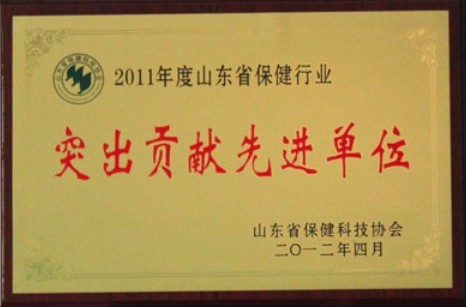 2011年度山东省保健行业
突出贡献先进单位
山东省保健科技协会
二〇一二年四月